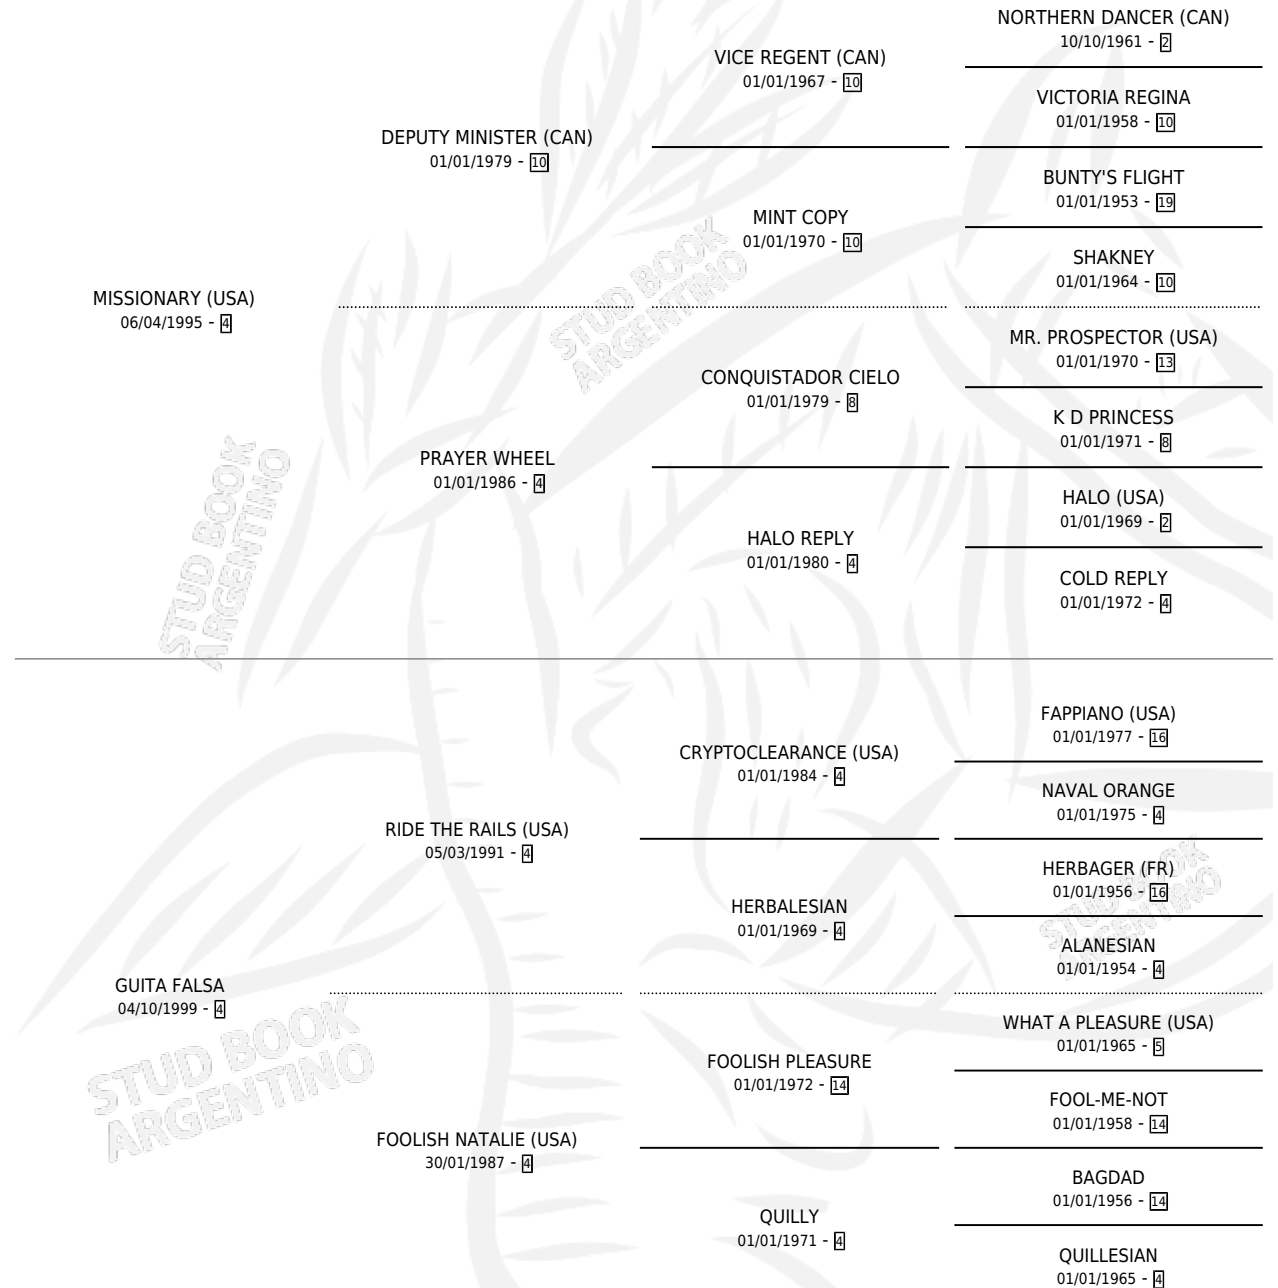 NORTHERN DANCER (CAN)
10/10/1961 - 2
VICE REGENT (CAN)
01/01/1967 - 10
VICTORIA REGINA
01/01/1958 - 10
DEPUTY MINISTER (CAN)
01/01/1979 - 10
BUNTY'S FLIGHT
01/01/1953 - 19
MINT COPY
01/01/1970 - 10
SHAKNEY
01/01/1964 - 10
MISSIONARY (USA)
06/04/1995 - 4
STUD BOOK
ARGENTINO
MR. PROSPECTOR (USA)
01/01/1970 - 13
CONQUISTADOR CIELO
01/01/1979 - 8
K D PRINCESS
01/01/1971 - 8
PRAYER WHEEL
01/01/1986 - 4
HALO (USA)
01/01/1969 - 2
HALO REPLY
01/01/1980 - 4
COLD REPLY
01/01/1972 - 4
STUD BOOK
ARGENTINO
FAPPIANO (USA)
01/01/1977 - 16
CRYPTOCLEARANCE (USA)
01/01/1984 - 4
NAVAL ORANGE
01/01/1975 - 4
RIDE THE RAILS (USA)
05/03/1991 - 4
HERBAGER (FR)
01/01/1956 - 16
HERBALESIAN
01/01/1969 - 4
STUD BOOK
ARGENTINO
ALANESIAN
01/01/1954 - 4
GUITA FALSA
04/10/1999 - 4
STUD BOOK
ARGENTINO
WHAT A PLEASURE (USA)
01/01/1965 - 5
FOOLISH PLEASURE
01/01/1972 - 14
FOOL-ME-NOT
01/01/1958 - 14
FOOLISH NATALIE (USA)
30/01/1987 - 4
BAGDAD
01/01/1956 - 14
QUILLY
01/01/1971 - 4
QUILLESIAN
01/01/1965 - 4